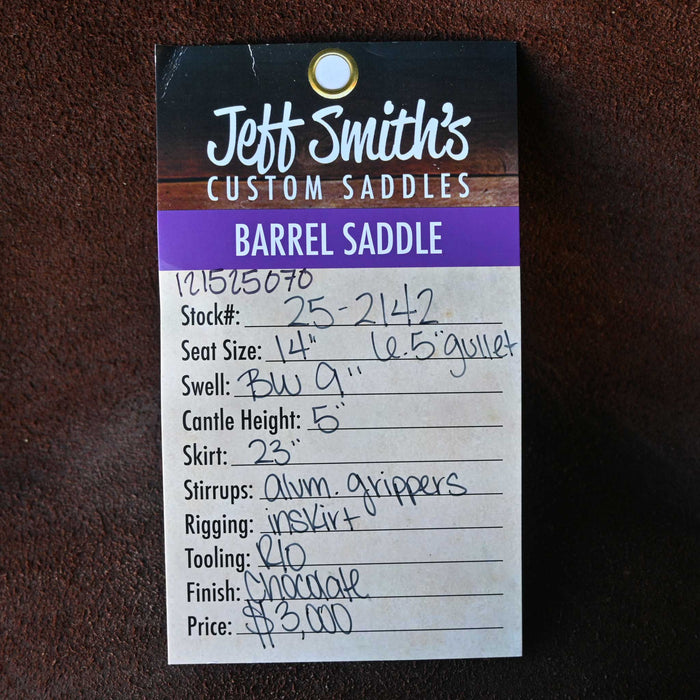 Jeff Smith's
CUSTOM SADDLES
BARREL SADDLE
121525070
Stock#: 25-2142
Seat Size: 14" 6.5" gullet
Swell: BW 9"
Cantle Height: 5"
Skirt: 23"
Stirrups: alum. grippers
Rigging: inskirt
Tooling: R/O
Finish: Chocolate
Price: $3,000